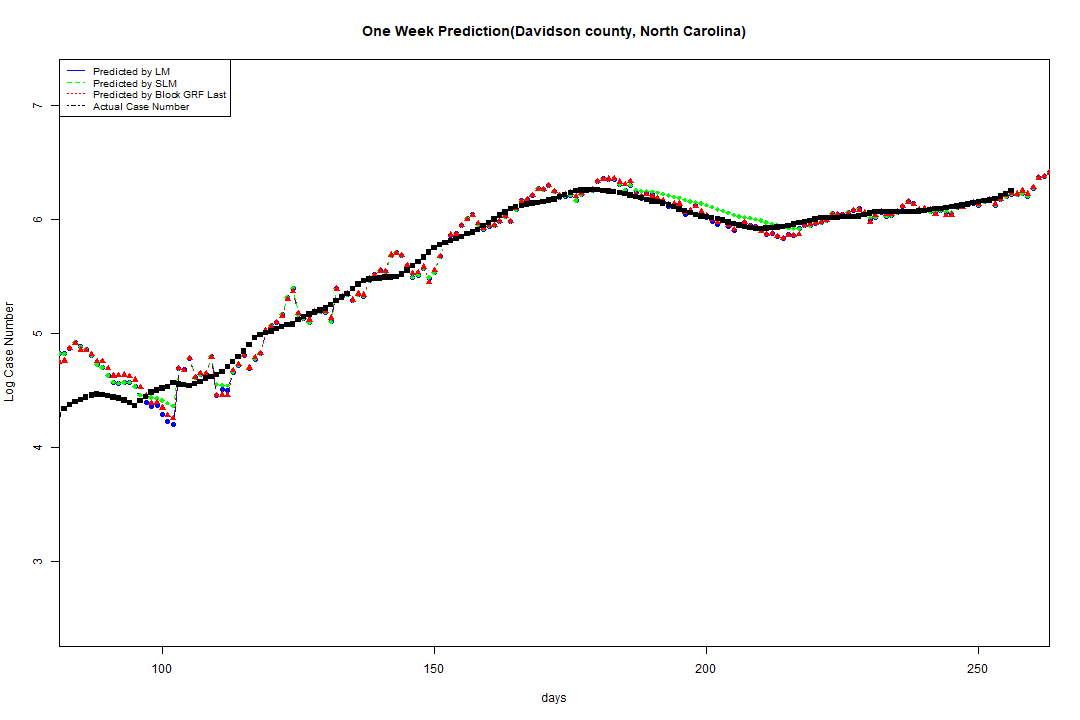 One Week Prediction(Davidson county, North Carolina)
Predicted by LM
Predicted by SLM
Predicted by Block GRF Last
Actual Case Number
7
6
5
4
3
Log Case Number
100 150 200 250
days